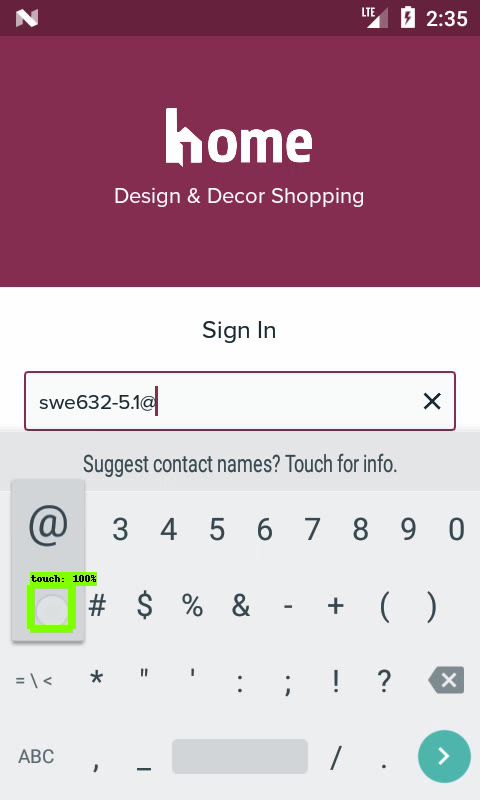 LTE 2:35
home
Design & Decor Shopping
Sign In
swe632-5.1@
Suggest contact names? Touch for info.
@ 3 4 5 6 7 8 9 0
touch: 100%
# $ % & - + ( )
= \ < * " ' : ; ! ?
ABC , _ / .